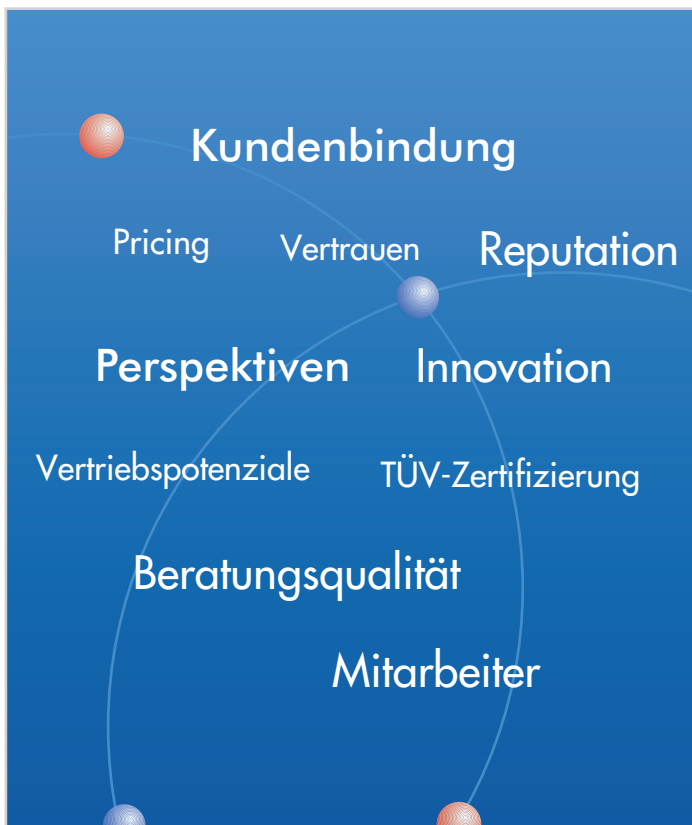 Kundenbindung
Pricing Vertrauen Reputation
Perspektiven Innovation
Vertriebspotenziale TÜV-Zertifizierung
Beratungsqualität
Mitarbeiter